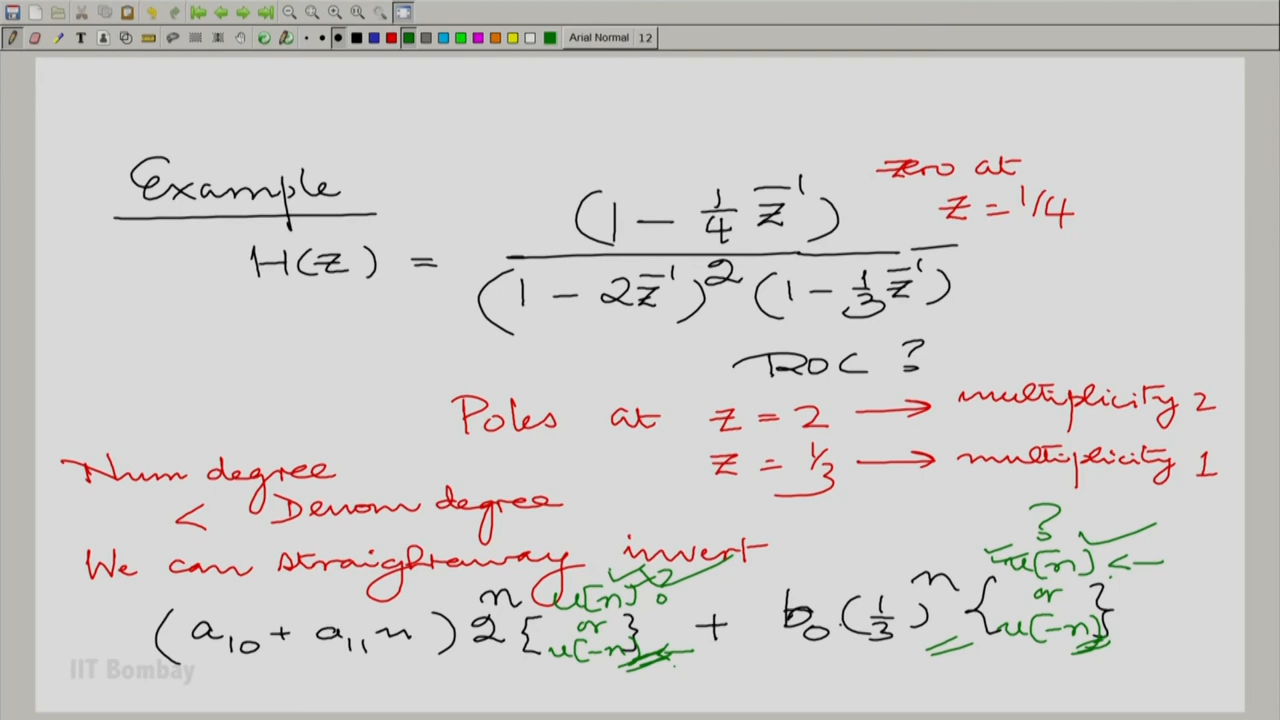 Arial Normal 12
Example
zero at
z = 1/4
H(z) = (1 - 1/4 z^-1) / (1 - 2z^-1)^2 (1 - 1/3 z^-1)
ROC ?
Poles at z = 2 → multiplicity 2
z = 1/3 → multiplicity 1
Num degree
< Denom degree
We can straightaway invert
(a10 + a11 n) 2^n { u[n] ? or u[-n] } + b0 (1/3)^n { u[n] ? or u[-n] }
IIT Bombay